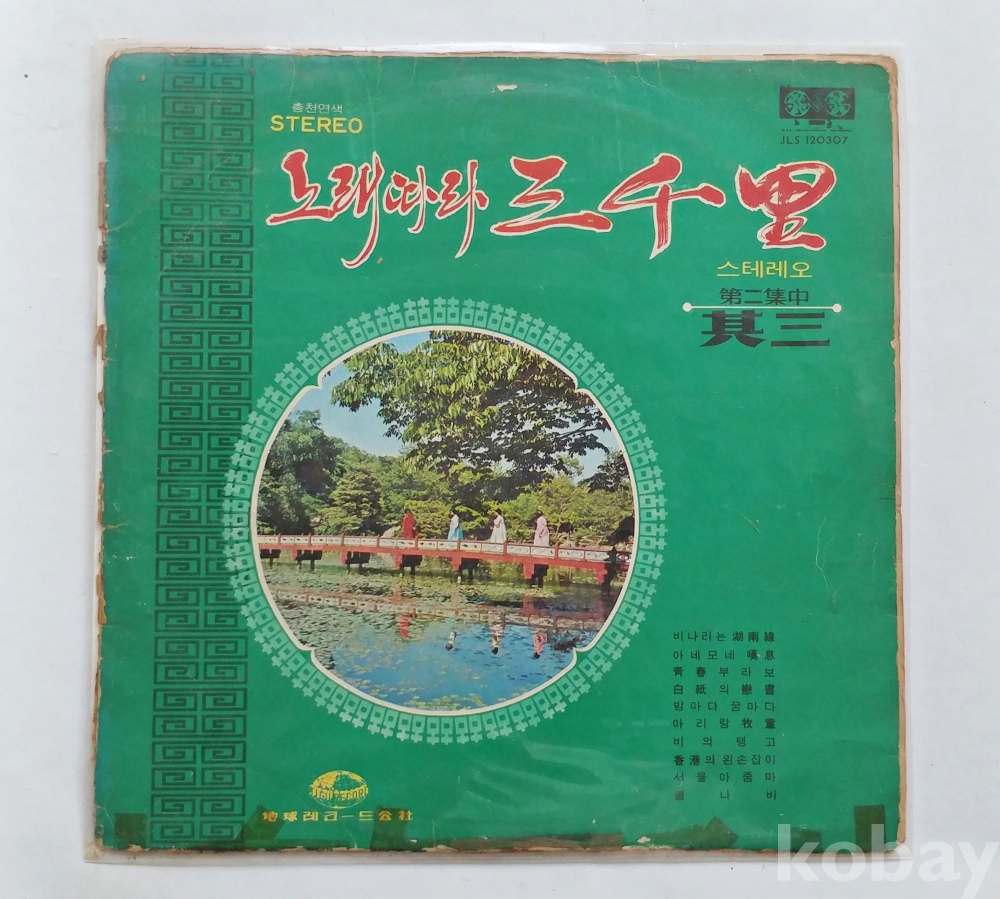 총천연색
STEREO
JLS 120307
노래따라 三千里
스테레오
第二集中
其三
비나리는 湖南線
아네모네 嘆息
靑春부라보
白紙의 戀書
밤마다 꿈마다
아리랑牧童
비의탱고
香港의왼손잡이
서울아줌마
나비
地球레코ー드公社
kobay